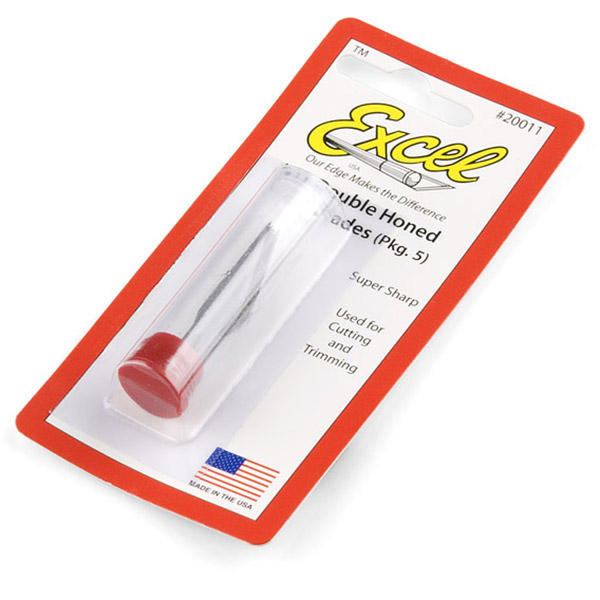 TM
#20011
Excel
USA
Our Edge Makes the Difference
Double Honed
ades (Pkg. 5)
Super Sharp
Used for
Cutting
and
Trimming
MADE IN THE USA